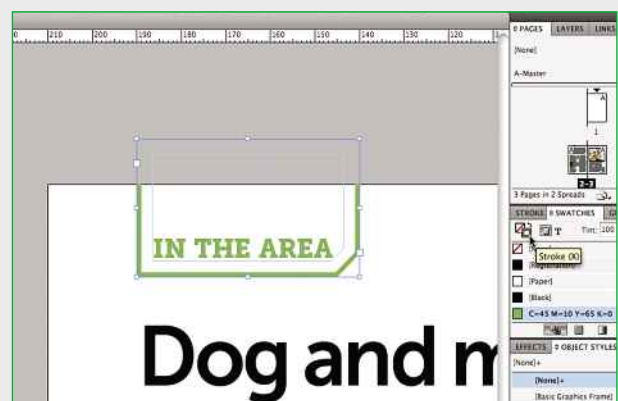 PAGES LAYERS LINKS
210 200 190 180 170 160 150 140 130 120
[None]
A-Master
A
1
2-3
3 Pages in 2 Spreads
STROKE SWATCHES
T Tint: 100
Stroke (X)
[Paper]
[Black]
C=45 M=10 Y=65 K=0
IN THE AREA
Dog and m
EFFECTS OBJECT STYLES
[None]+
[None]+
[Basic Graphics Frame]